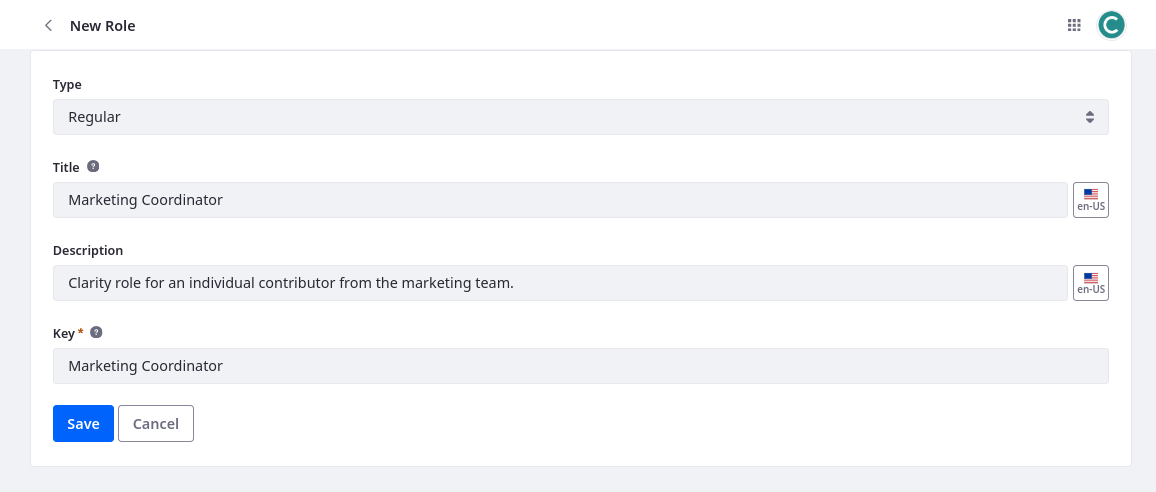 New Role
Type
Regular
Title ?
Marketing Coordinator
en-US
Description
Clarity role for an individual contributor from the marketing team.
en-US
Key * ?
Marketing Coordinator
Save Cancel